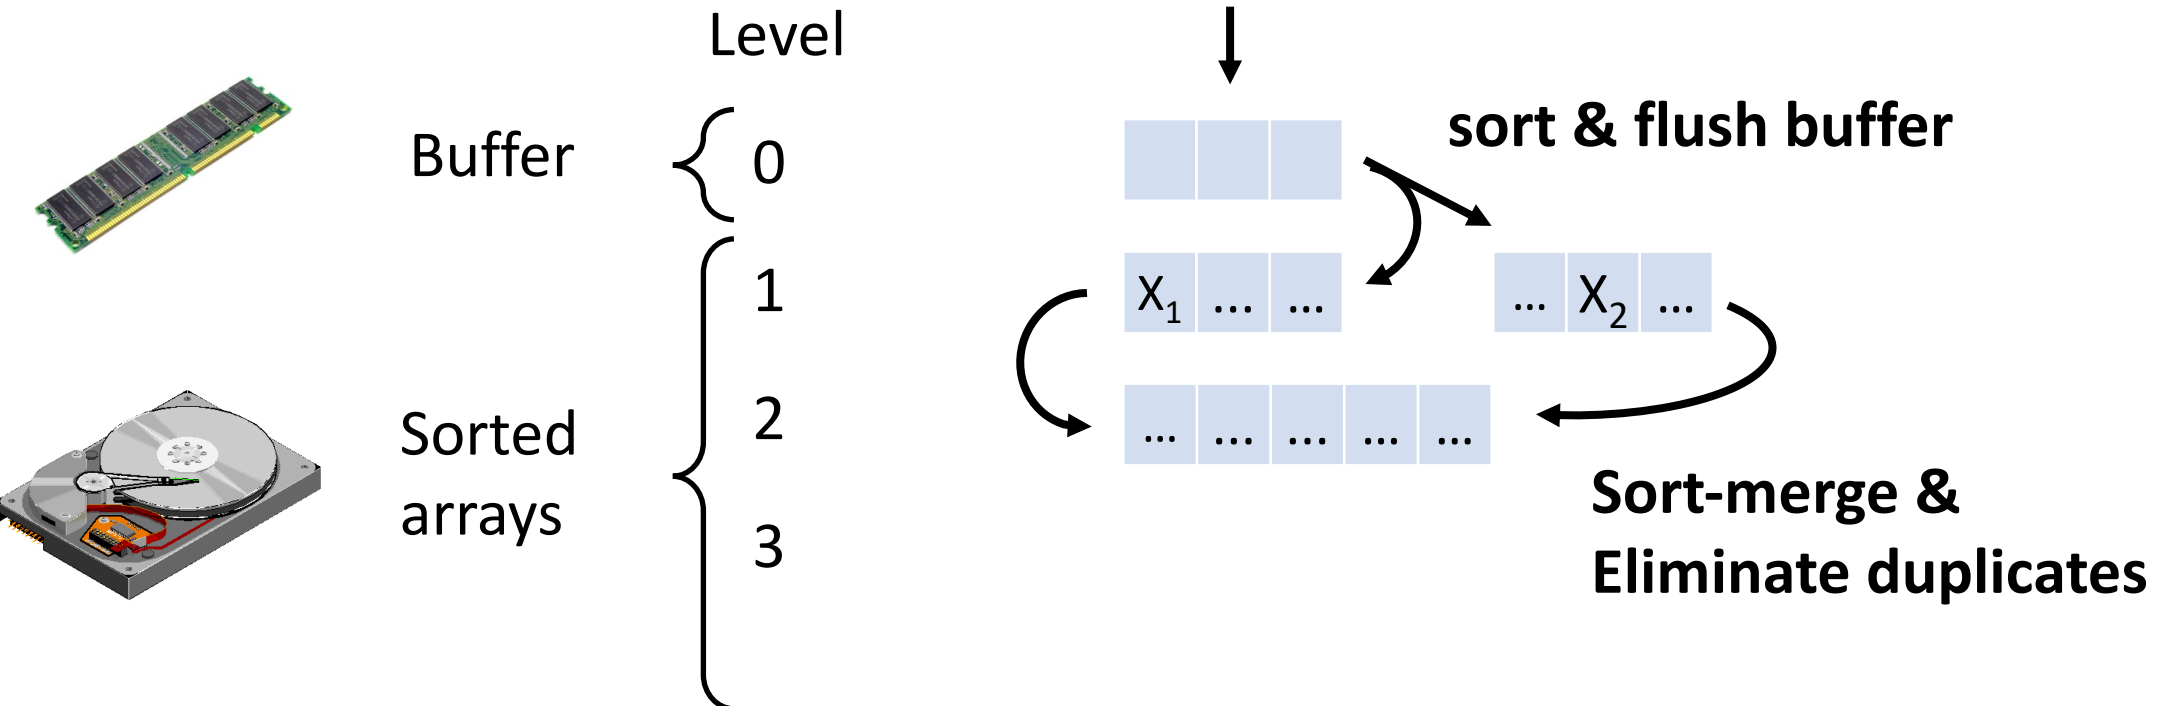 Level
Buffer
0
sort & flush buffer
1
X1 ... ...
... X2 ...
Sorted
arrays
2
... ... ... ... ...
3
Sort-merge &
Eliminate duplicates